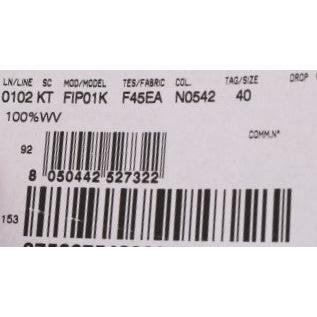 LN/LINE SC MOD/MODEL TES/FABRIC COL. TAG/SIZE DROP
0102 KT FIP01K F45EA N0542 40
100%WV
COMM.N°
92
8 050442 527322
153